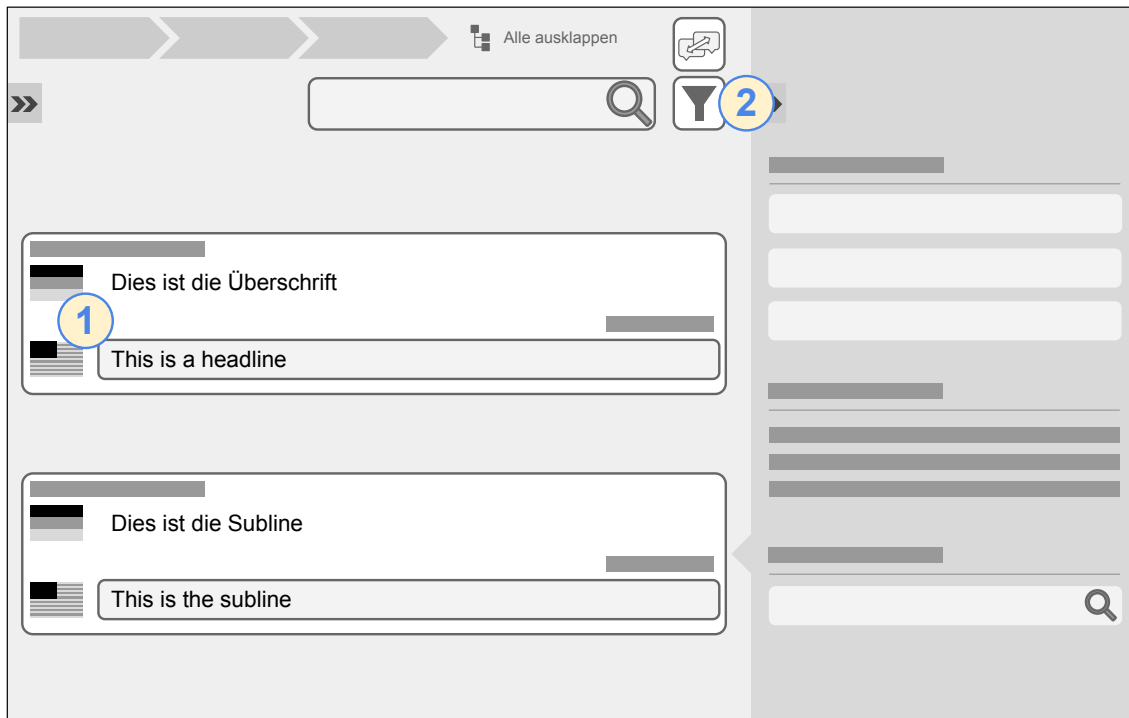 Alle ausklappen
2
Dies ist die Überschrift
1
This is a headline
Dies ist die Subline
This is the subline